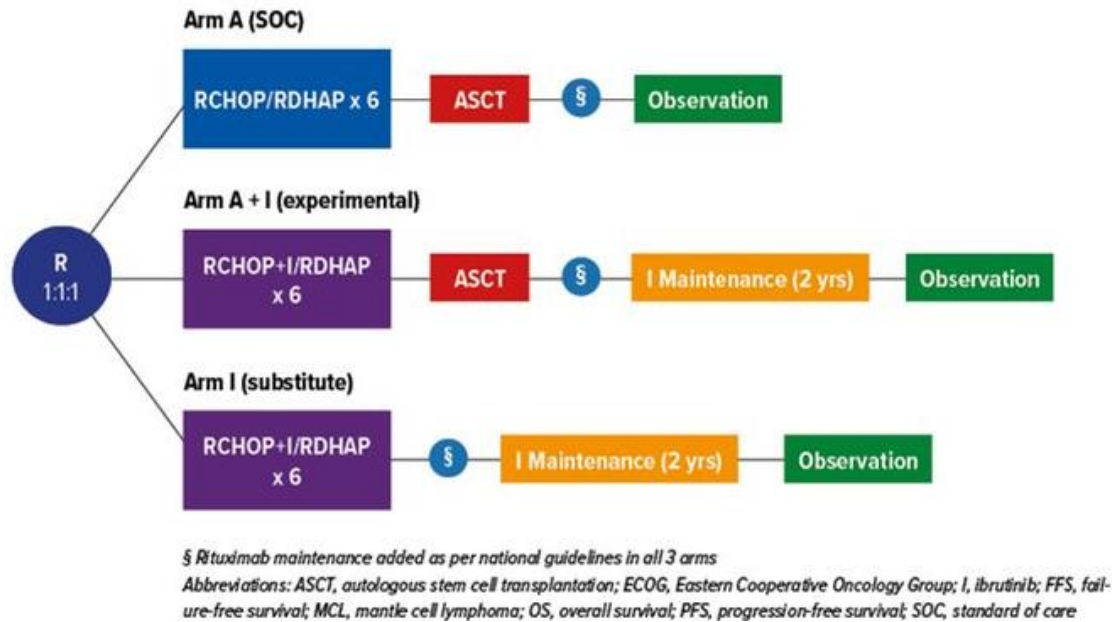 Arm A (SOC)
RCHOP/RDHAP x 6
ASCT
§
Observation
Arm A + I (experimental)
R
1:1:1
RCHOP+I/RDHAP
x 6
ASCT
§
I Maintenance (2 yrs)
Observation
Arm I (substitute)
RCHOP+I/RDHAP
x 6
§
I Maintenance (2 yrs)
Observation
§ Rituximab maintenance added as per national guidelines in all 3 arms
Abbreviations: ASCT, autologous stem cell transplantation; ECOG, Eastern Cooperative Oncology Group; I, ibrutinib; FFS, fail-
ure-free survival; MCL, mantle cell lymphoma; OS, overall survival; PFS, progression-free survival; SOC, standard of care